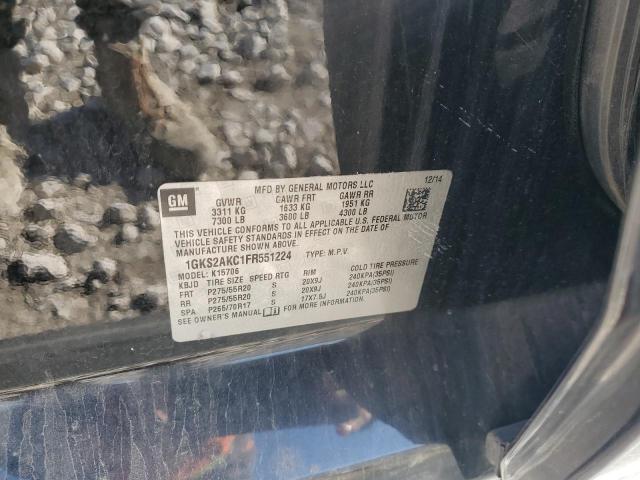 GM
MFD BY GENERAL MOTORS LLC 12/14
GVWR GAWR FRT GAWR RR
3311 KG 1633 KG 1951 KG
7300 LB 3600 LB 4300 LB
THIS VEHICLE CONFORMS TO ALL APPLICABLE U.S. FEDERAL MOTOR
VEHICLE SAFETY STANDARDS IN EFFECT ON THE DATE OF
MANUFACTURE SHOWN ABOVE.
1GKS2AKC1FR551224 TYPE: M.P.V.
MODEL: K15706
KBJD TIRE SIZE SPEED RTG RIM COLD TIRE PRESSURE
FRT P275/55R20 S 20X9J 240KPA(35PSI)
RR P275/55R20 S 20X9J 240KPA(35PSI)
SPA P265/70R17 S 17X7.5J 240KPA(35PSI)
SEE OWNER'S MANUAL FOR MORE INFORMATION.